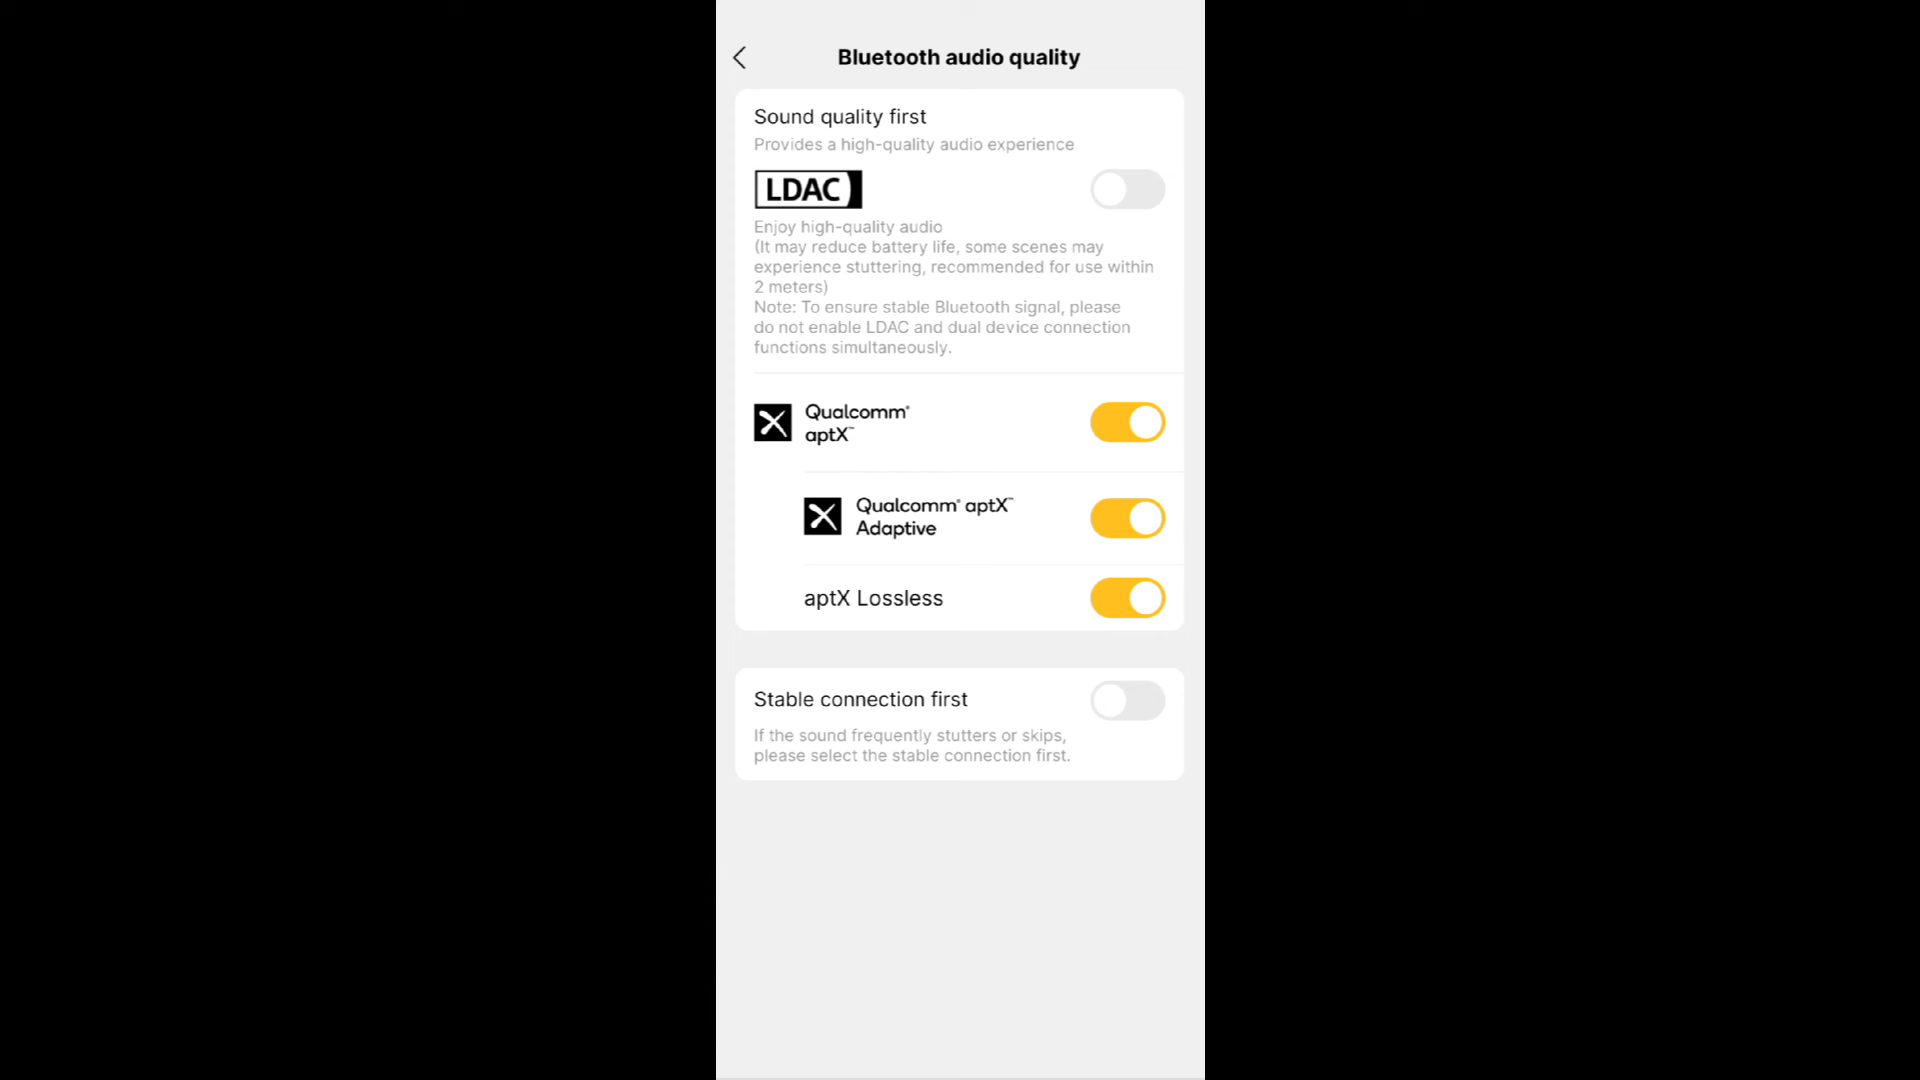 Bluetooth audio quality
Sound quality first
Provides a high-quality audio experience
LDAC
Enjoy high-quality audio
(It may reduce battery life, some scenes may
experience stuttering, recommended for use within
2 meters)
Note: To ensure stable Bluetooth signal, please
do not enable LDAC and dual device connection
functions simultaneously.
Qualcomm®
aptX™
Qualcomm® aptX™
Adaptive
aptX Lossless
Stable connection first
If the sound frequently stutters or skips,
please select the stable connection first.